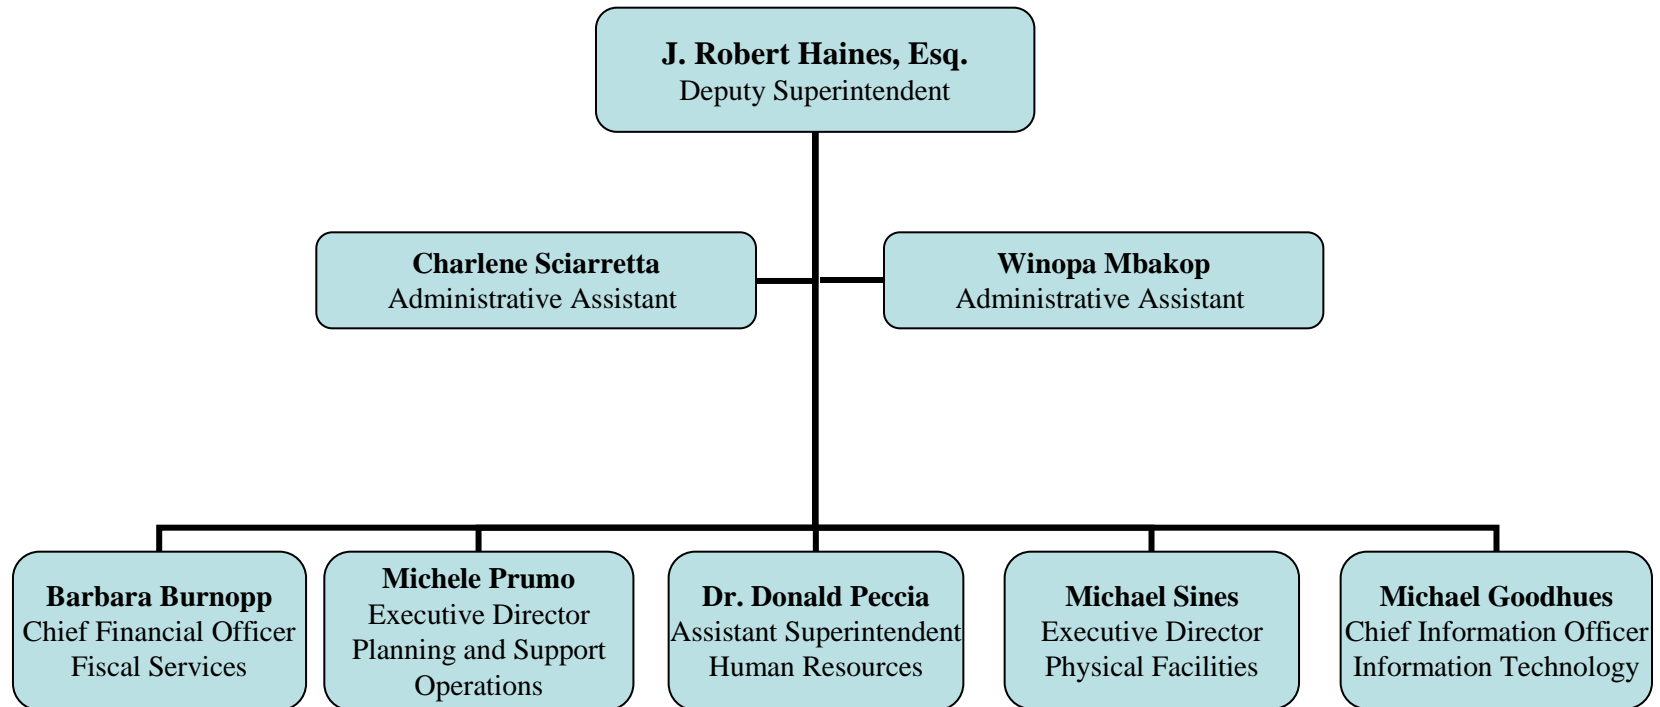 J. Robert Haines, Esq.
Deputy Superintendent
Charlene Sciarretta
Administrative Assistant
Winopa Mbakop
Administrative Assistant
Barbara Burnopp
Chief Financial Officer
Fiscal Services
Michele Prumo
Executive Director
Planning and Support
Operations
Dr. Donald Peccia
Assistant Superintendent
Human Resources
Michael Sines
Executive Director
Physical Facilities
Michael Goodhues
Chief Information Officer
Information Technology